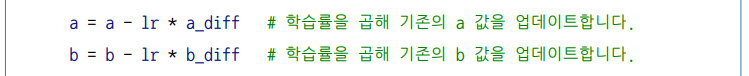 a = a - lr * a_diff   # 학습률을 곱해 기존의 a 값을 업데이트합니다.
b = b - lr * b_diff   # 학습률을 곱해 기존의 b 값을 업데이트합니다.